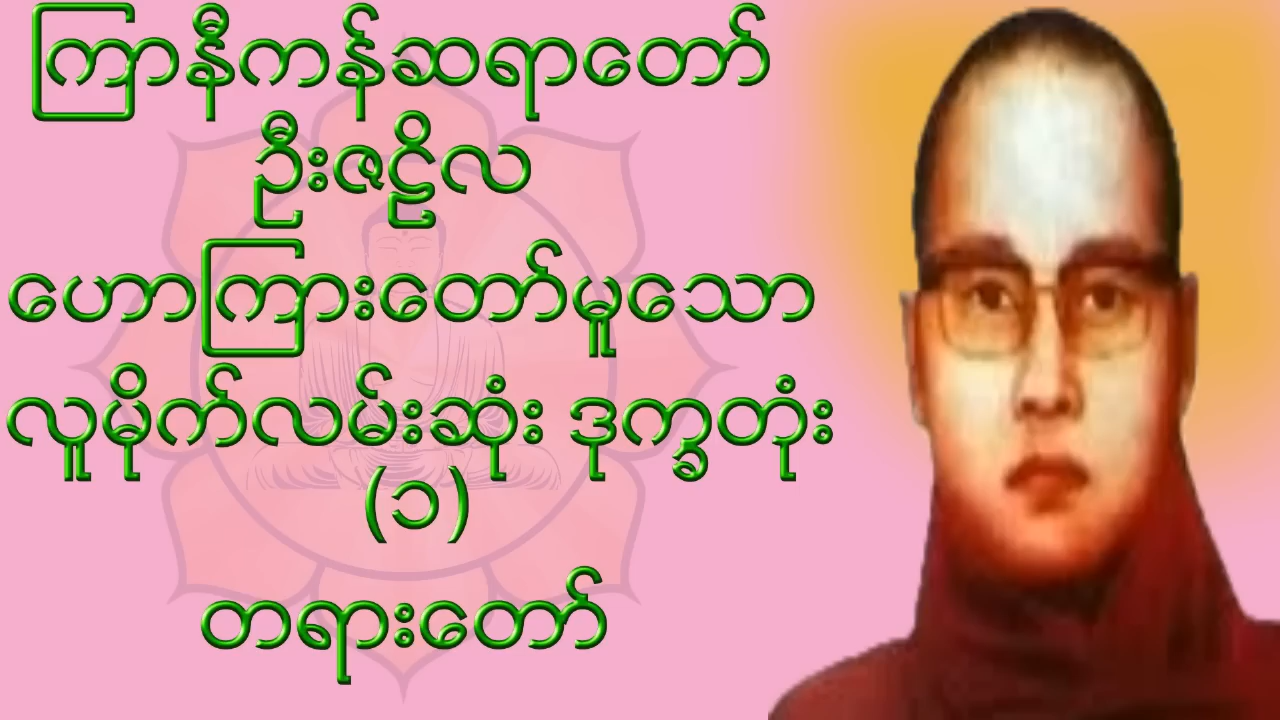 ကြာနီကန်ဆရာတော်
ဦးဇဋိလ
ဟောကြားတော်မူသော
လူမိုက်လမ်းဆုံး ဒုက္ခတုံး
(၁)
တရားတော်